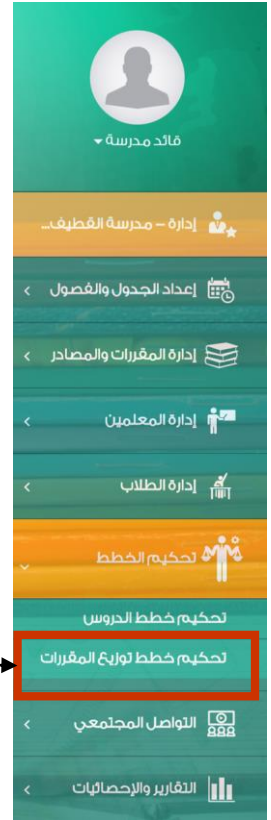 قائد مدرسة
إدارة – مدرسة القطيف...
إعداد الجدول والفصول
إدارة المقررات والمصادر
إدارة المعلمين
إدارة الطلاب
تحكيم الخطط
تحكيم خطط الدروس
تحكيم خطط توزيع المقررات
التواصل المجتمعي
التقارير والإحصائيات